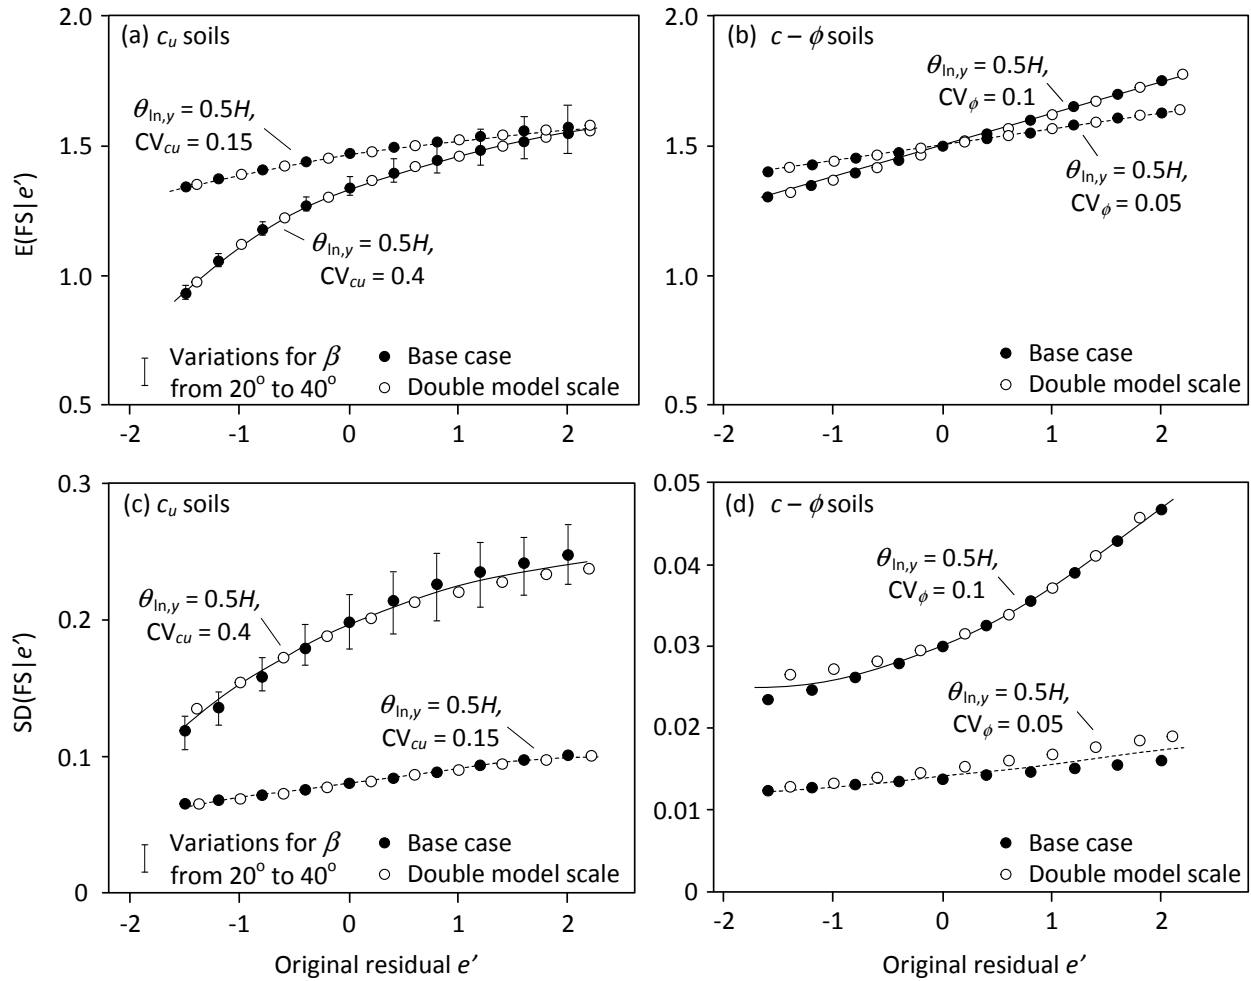 2.0
1.5
1.0
0.5
E(FS|e’)
(a) cu soils
θln,y = 0.5H,
CVcu = 0.15
θln,y = 0.5H,
CVcu = 0.4
Variations for β
from 20° to 40°
Base case
Double model scale
-2 -1 0 1 2
2.0
1.5
1.0
0.5
(b) c – ϕ soils
θln,y = 0.5H,
CVϕ = 0.1
θln,y = 0.5H,
CVϕ = 0.05
Base case
Double model scale
-2 -1 0 1 2
0.3
0.2
0.1
0
SD(FS|e’)
(c) cu soils
θln,y = 0.5H,
CVcu = 0.4
θln,y = 0.5H,
CVcu = 0.15
Variations for β
from 20° to 40°
Base case
Double model scale
-2 -1 0 1 2
Original residual e’
0.05
0.04
0.03
0.02
0.01
0
(d) c – ϕ soils
θln,y = 0.5H,
CVϕ = 0.1
θln,y = 0.5H,
CVϕ = 0.05
Base case
Double model scale
-2 -1 0 1 2
Original residual e’